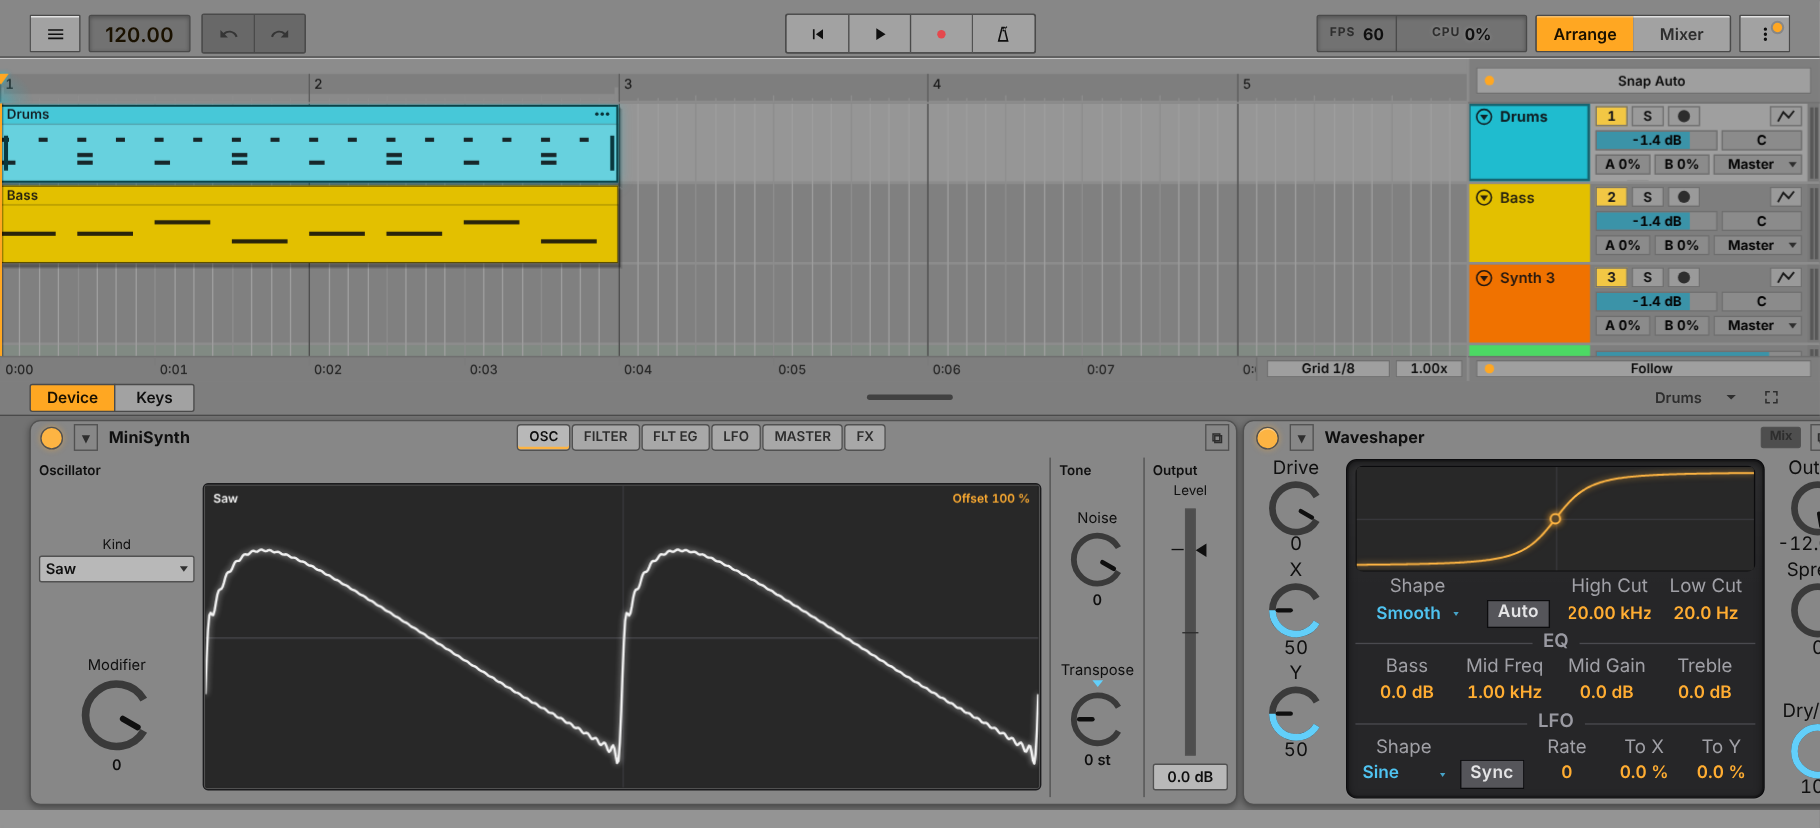 120.00
FPS 60 CPU 0%
Arrange Mixer
1 2 3 4 5
Snap Auto
Drums
Drums 1 S
-1.4 dB C
A 0% B 0% Master
Bass
Bass 2 S
-1.4 dB C
A 0% B 0% Master
Synth 3 3 S
-1.4 dB C
A 0% B 0% Master
0:00 0:01 0:02 0:03 0:04 0:05 0:06 0:07 Grid 1/8 1.00x Follow
Device Keys Drums
MiniSynth OSC FILTER FLT EG LFO MASTER FX
Oscillator
Kind
Saw
Modifier
0
Saw Offset 100 %
Tone
Noise
0
Transpose
0 st
Output
Level
0.0 dB
Waveshaper Mix
Drive
0
X
50
Y
50
Shape High Cut Low Cut
Smooth Auto 20.00 kHz 20.0 Hz
EQ
Bass Mid Freq Mid Gain Treble
0.0 dB 1.00 kHz 0.0 dB 0.0 dB
LFO
Shape Rate To X To Y
Sine Sync 0 0.0 % 0.0 %